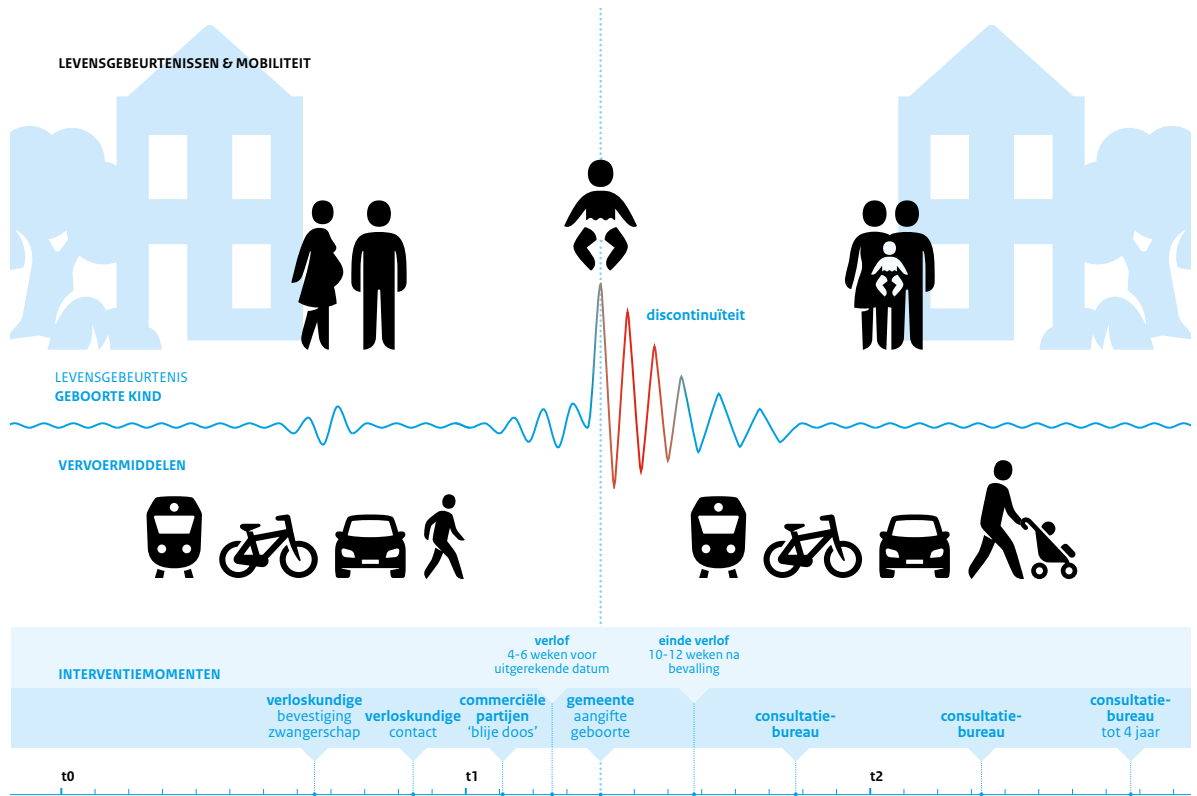 LEVENSGEBEURTENISSEN & MOBILITEIT
discontinuïteit
LEVENSGEBEURTENIS
GEBOORTE KIND
VERVOERMIDDELEN
INTERVENTIEMOMENTEN
verlof
4-6 weken voor
uitgerekende datum
einde verlof
10-12 weken na
bevalling
verloskundige
bevestiging
zwangerschap
verloskundige
contact
commerciële
partijen
‘blije doos’
gemeente
aangifte
geboorte
consultatie-
bureau
consultatie-
bureau
consultatie-
bureau
tot 4 jaar
t0
t1
t2